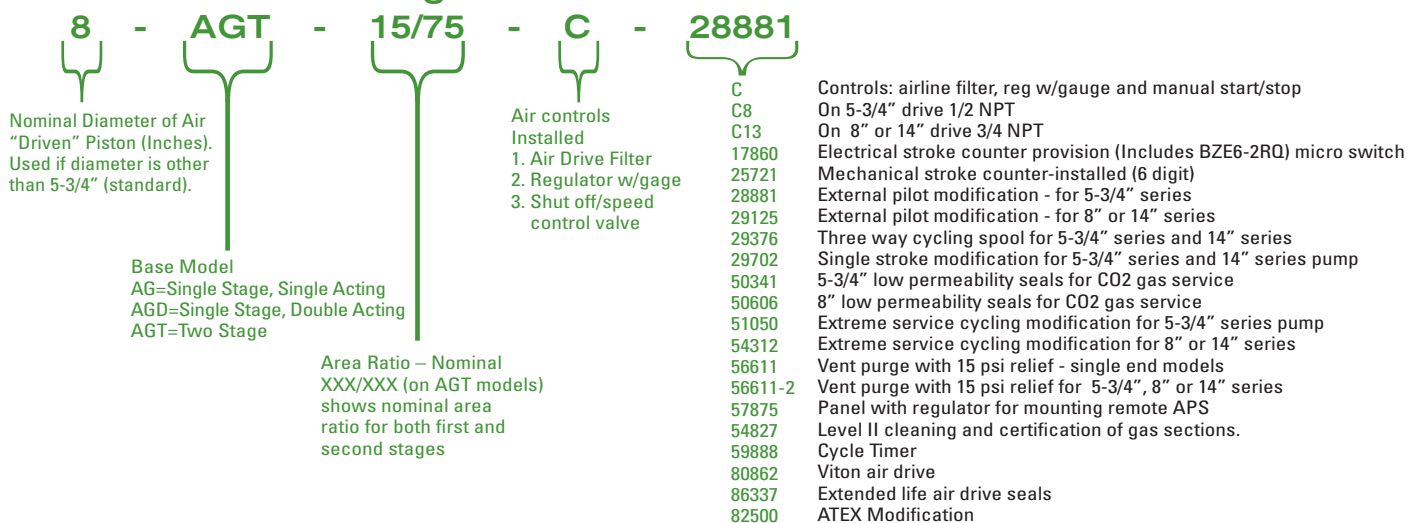 8 - AGT - 15/75 - C - 28881
Nominal Diameter of Air
“Driven” Piston (Inches).
Used if diameter is other
than 5-3/4” (standard).
Base Model
AG=Single Stage, Single Acting
AGD=Single Stage, Double Acting
AGT=Two Stage
Area Ratio – Nominal
XXX/XXX (on AGT models)
shows nominal area
ratio for both first and
second stages
Air controls
Installed
1. Air Drive Filter
2. Regulator w/gage
3. Shut off/speed
control valve
C Controls: airline filter, reg w/gauge and manual start/stop
C8 On 5-3/4” drive 1/2 NPT
C13 On 8” or 14” drive 3/4 NPT
17860 Electrical stroke counter provision (Includes BZE6-2RQ) micro switch
25721 Mechanical stroke counter-installed (6 digit)
28881 External pilot modification - for 5-3/4” series
29125 External pilot modification - for 8” or 14” series
29376 Three way cycling spool for 5-3/4” series and 14” series
29702 Single stroke modification for 5-3/4” series and 14” series pump
50341 5-3/4” low permeability seals for CO2 gas service
50606 8” low permeability seals for CO2 gas service
51050 Extreme service cycling modification for 5-3/4” series pump
54312 Extreme service cycling modification for 8” or 14” series
56611 Vent purge with 15 psi relief - single end models
56611-2 Vent purge with 15 psi relief for 5-3/4”, 8” or 14” series
57875 Panel with regulator for mounting remote APS
54827 Level II cleaning and certification of gas sections.
59888 Cycle Timer
80862 Viton air drive
86337 Extended life air drive seals
82500 ATEX Modification